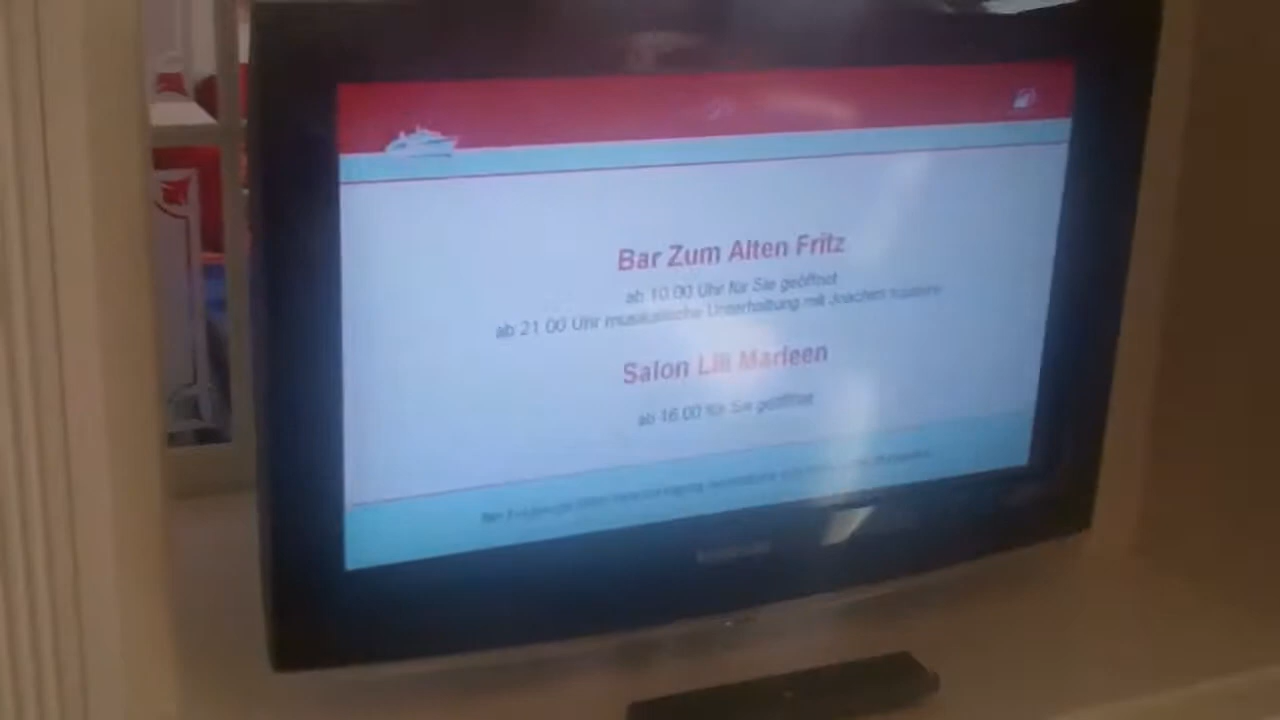 Bar Zum Alten Fritz
ab 10.00 Uhr für Sie geöffnet
ab 21.00 Uhr musikalische Unterhaltung mit Joachim
Salon Lili Marleen
ab 16.00 für Sie geöffnet